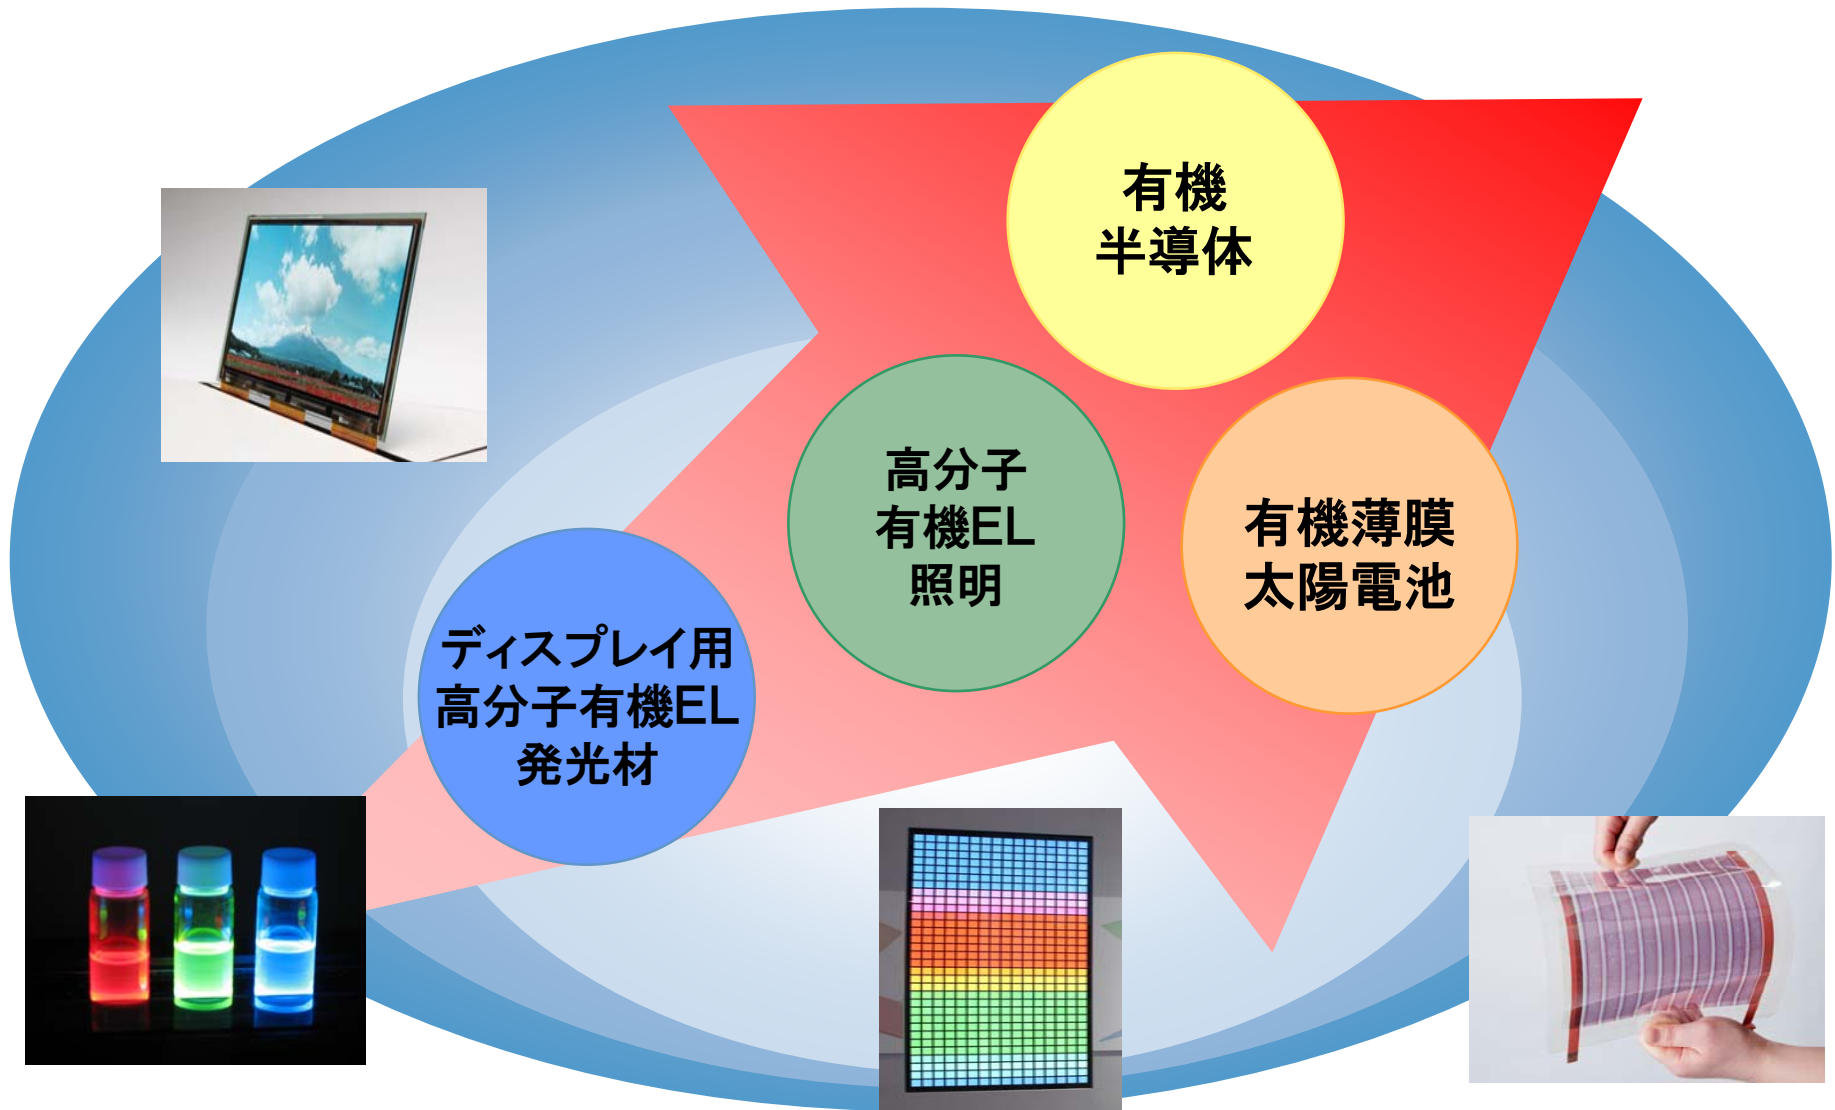 有機
半導体
高分子
有機EL
照明
有機薄膜
太陽電池
ディスプレイ用
高分子有機EL
発光材